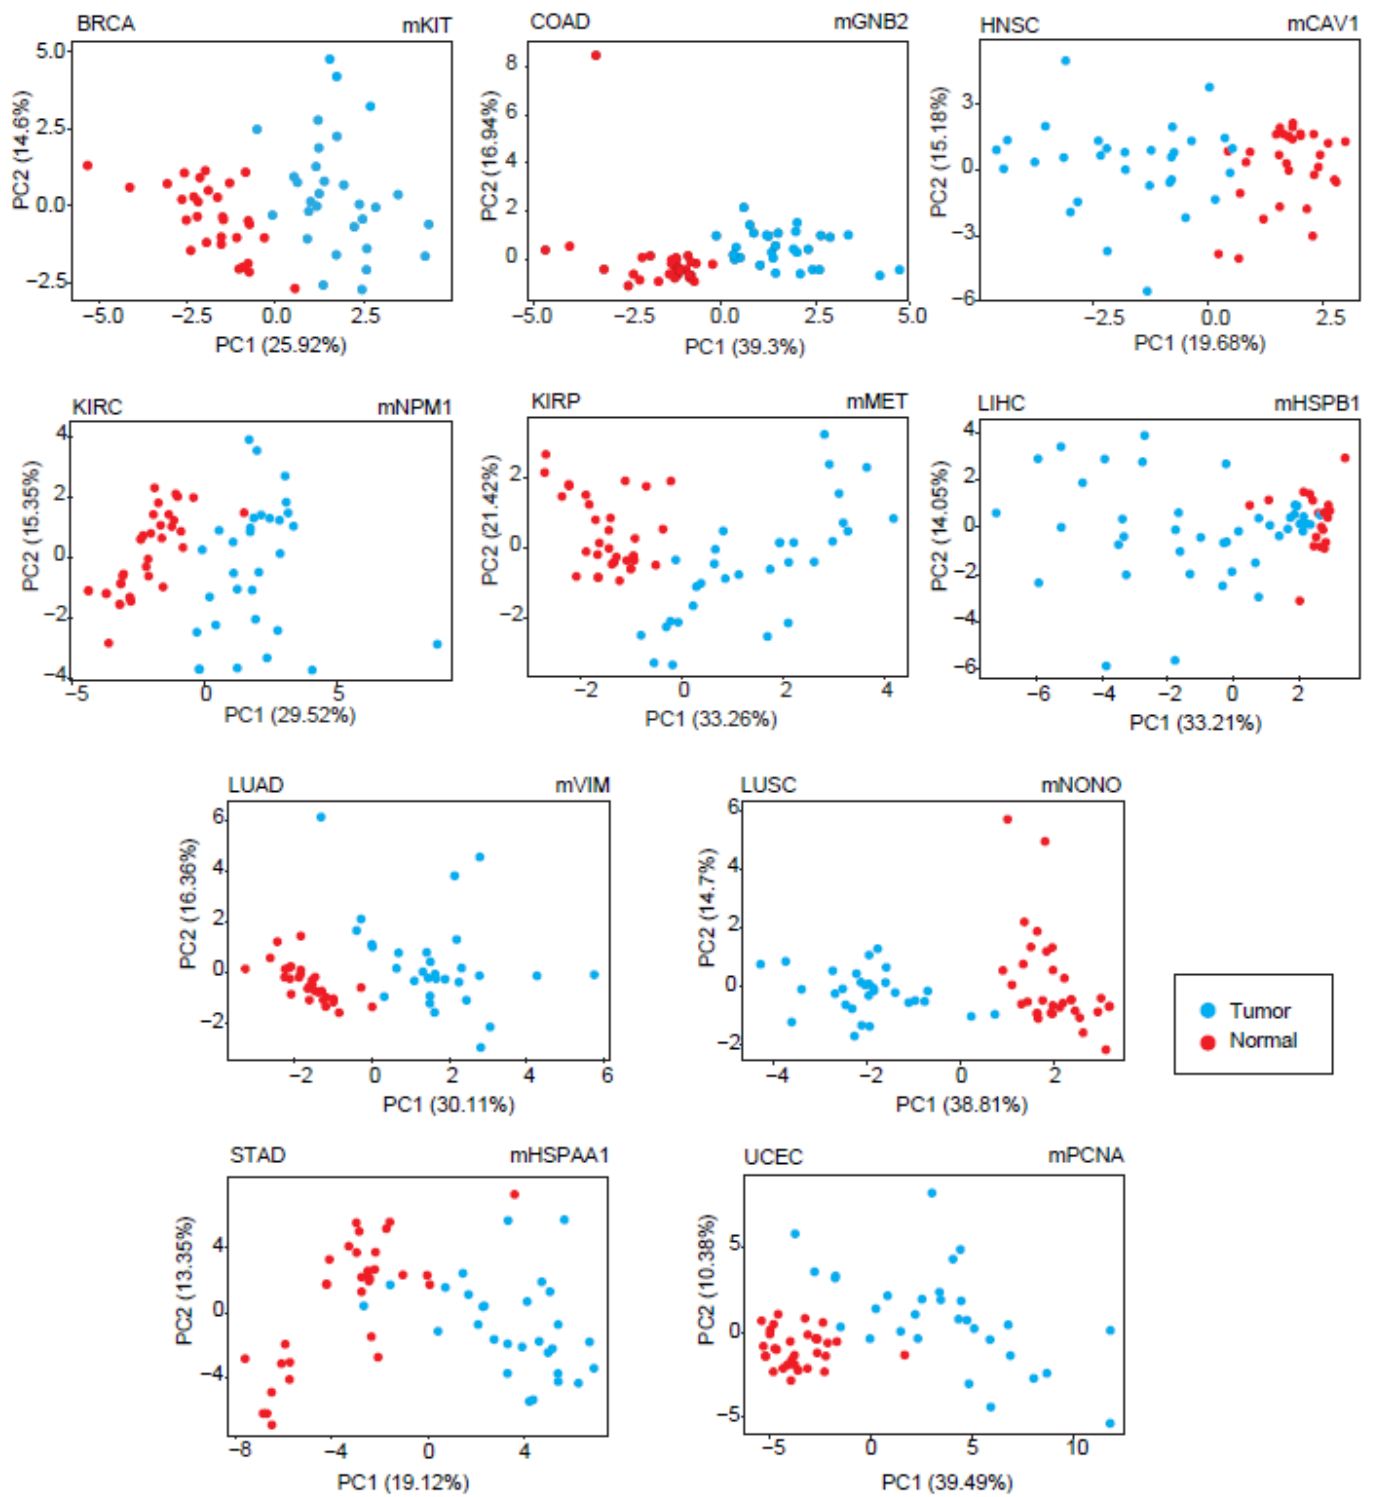 BRCA mKIT
5.0
2.5
0.0
−2.5
PC2 (14.6%)
−5.0 −2.5 0.0 2.5
PC1 (25.92%)
COAD mGNB2
8
6
4
2
0
PC2 (16.94%)
−5.0 −2.5 0.0 2.5 5.0
PC1 (39.3%)
HNSC mCAV1
3
0
−3
−6
PC2 (15.18%)
−2.5 0.0 2.5
PC1 (19.68%)
KIRC mNPM1
4
2
0
−2
−4
PC2 (15.35%)
−5 0 5
PC1 (29.52%)
KIRP mMET
2
0
−2
PC2 (21.42%)
−2 0 2 4
PC1 (33.26%)
LIHC mHSPB1
4
2
0
−2
−4
−6
PC2 (14.05%)
−6 −4 −2 0 2
PC1 (33.21%)
LUAD mVIM
6
4
2
0
−2
PC2 (16.36%)
−2 0 2 4 6
PC1 (30.11%)
LUSC mNONO
6
4
2
0
−2
PC2 (14.7%)
−4 −2 0 2
PC1 (38.81%)
Tumor
Normal
STAD mHSPAA1
4
0
−4
PC2 (13.35%)
−8 −4 0 4
PC1 (19.12%)
UCEC mPCNA
5
0
−5
PC2 (10.38%)
−5 0 5 10
PC1 (39.49%)